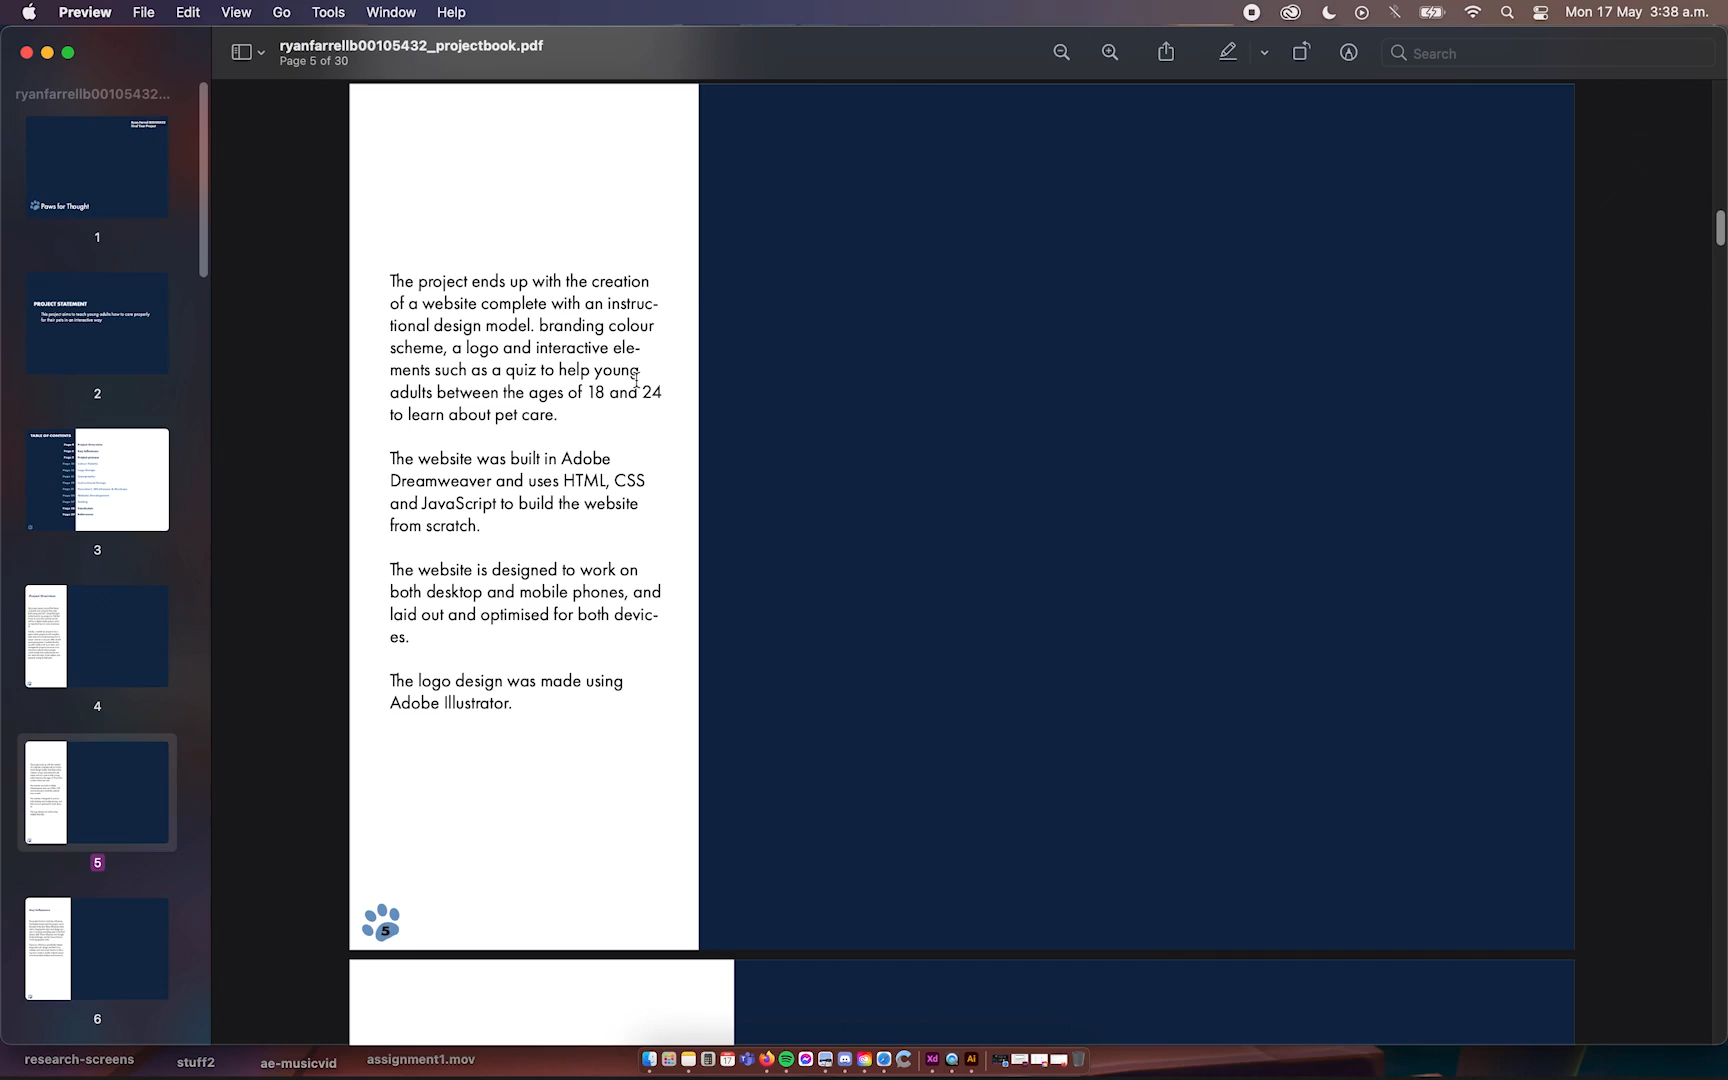 Preview File Edit View Go Tools Window Help
Mon 17 May 3:38 a.m.
ryanfarrellb00105432_projectbook.pdf
Page 5 of 30
Search
ryanfarrellb00105432...
Paws for Thought
1
PROJECT STATEMENT
This project aims to teach young adults how to care properly
for their pets in an interactive way
2
TABLE OF CONTENTS
3
Project Overview
4
5
Key Influences
6
The project ends up with the creation
of a website complete with an instruc-
tional design model. branding colour
scheme, a logo and interactive ele-
ments such as a quiz to help young
adults between the ages of 18 and 24
to learn about pet care.
The website was built in Adobe
Dreamweaver and uses HTML, CSS
and JavaScript to build the website
from scratch.
The website is designed to work on
both desktop and mobile phones, and
laid out and optimised for both devic-
es.
The logo design was made using
Adobe Illustrator.
5
research-screens
stuff2
ae-musicvid
assignment1.mov
17
Xd
Ai